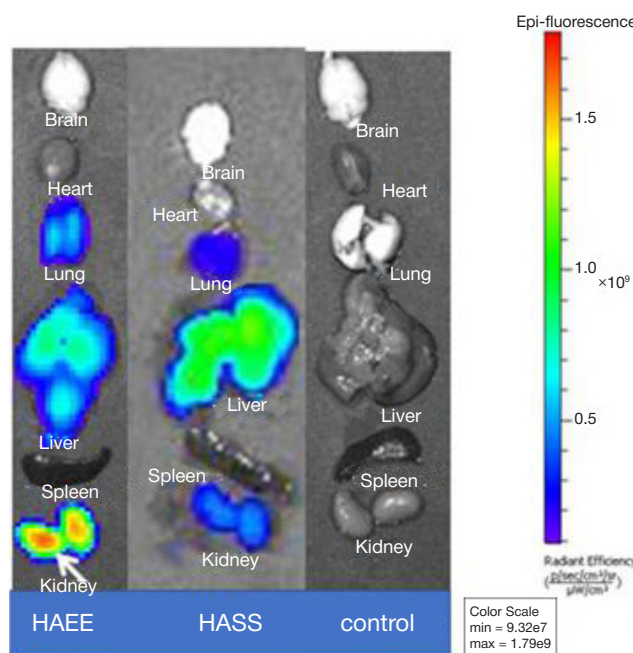 Epi-fluorescence
Brain
Heart
Lung
Liver
Spleen
Kidney
HAEE
Brain
Heart
Lung
Liver
Spleen
Kidney
HASS
Brain
Heart
Lung
Liver
Spleen
Kidney
control
1.5
1.0
×10⁹
0.5
Radiant Efficiency
(p/sec/cm²/sr
μW/cm²)
Color Scale
min = 9.32e7
max = 1.79e9